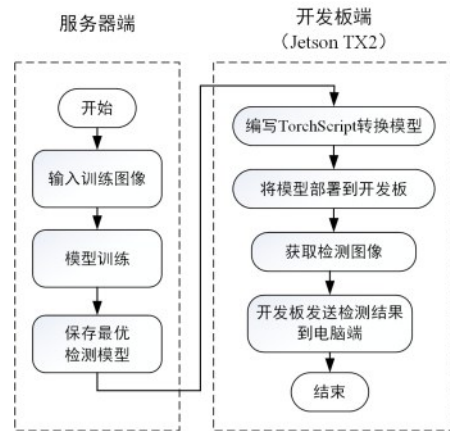 服务器端
开始
输入训练图像
模型训练
保存最优
检测模型
开发板端
（Jetson TX2）
编写TorchScript转换模型
将模型部署到开发板
获取检测图像
开发板发送检测结果
到电脑端
结束